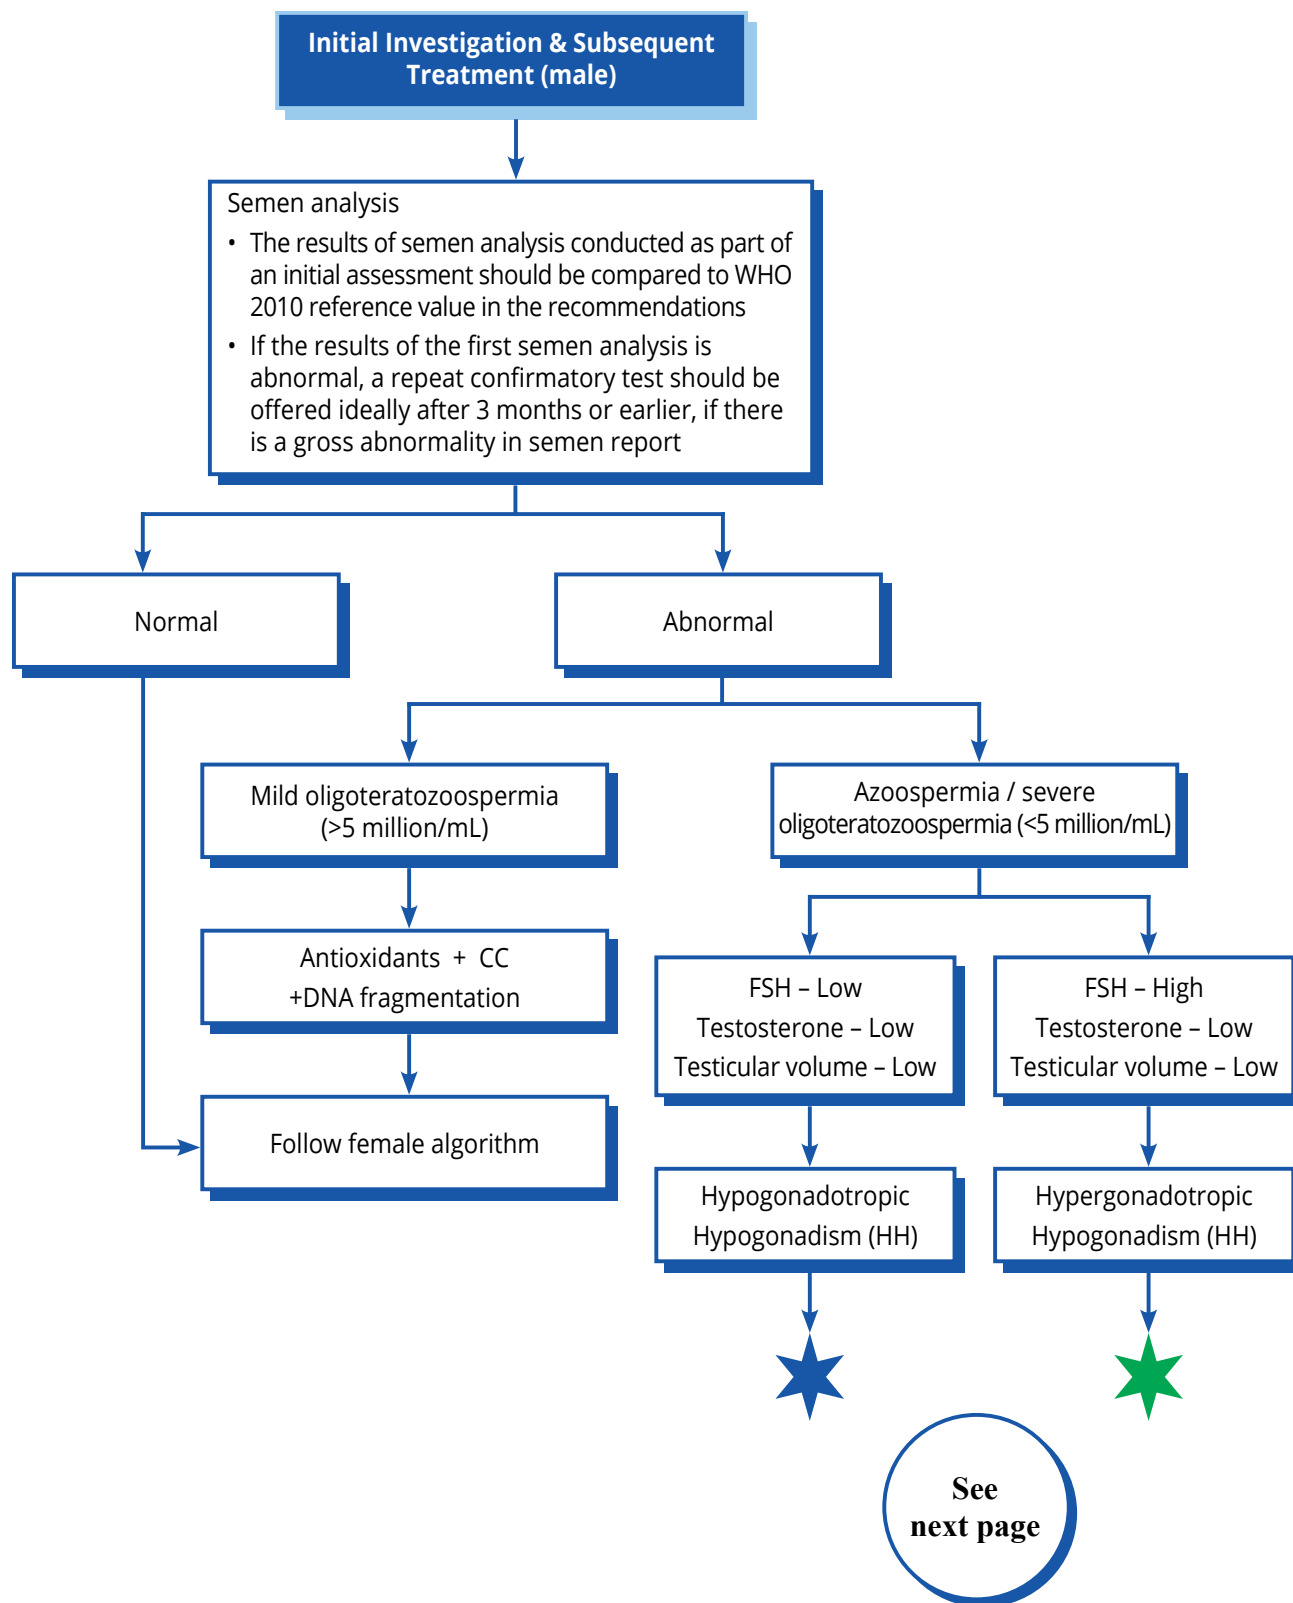 Initial Investigation & Subsequent
Treatment (male)
Semen analysis
• The results of semen analysis conducted as part of
an initial assessment should be compared to WHO
2010 reference value in the recommendations
• If the results of the first semen analysis is
abnormal, a repeat confirmatory test should be
offered ideally after 3 months or earlier, if there
is a gross abnormality in semen report
Normal
Abnormal
Mild oligoteratozoospermia
(>5 million/mL)
Azoospermia / severe
oligoteratozoospermia (<5 million/mL)
Antioxidants + CC
+DNA fragmentation
FSH – Low
Testosterone – Low
Testicular volume – Low
FSH – High
Testosterone – Low
Testicular volume – Low
Follow female algorithm
Hypogonadotropic
Hypogonadism (HH)
Hypergonadotropic
Hypogonadism (HH)
See
next page